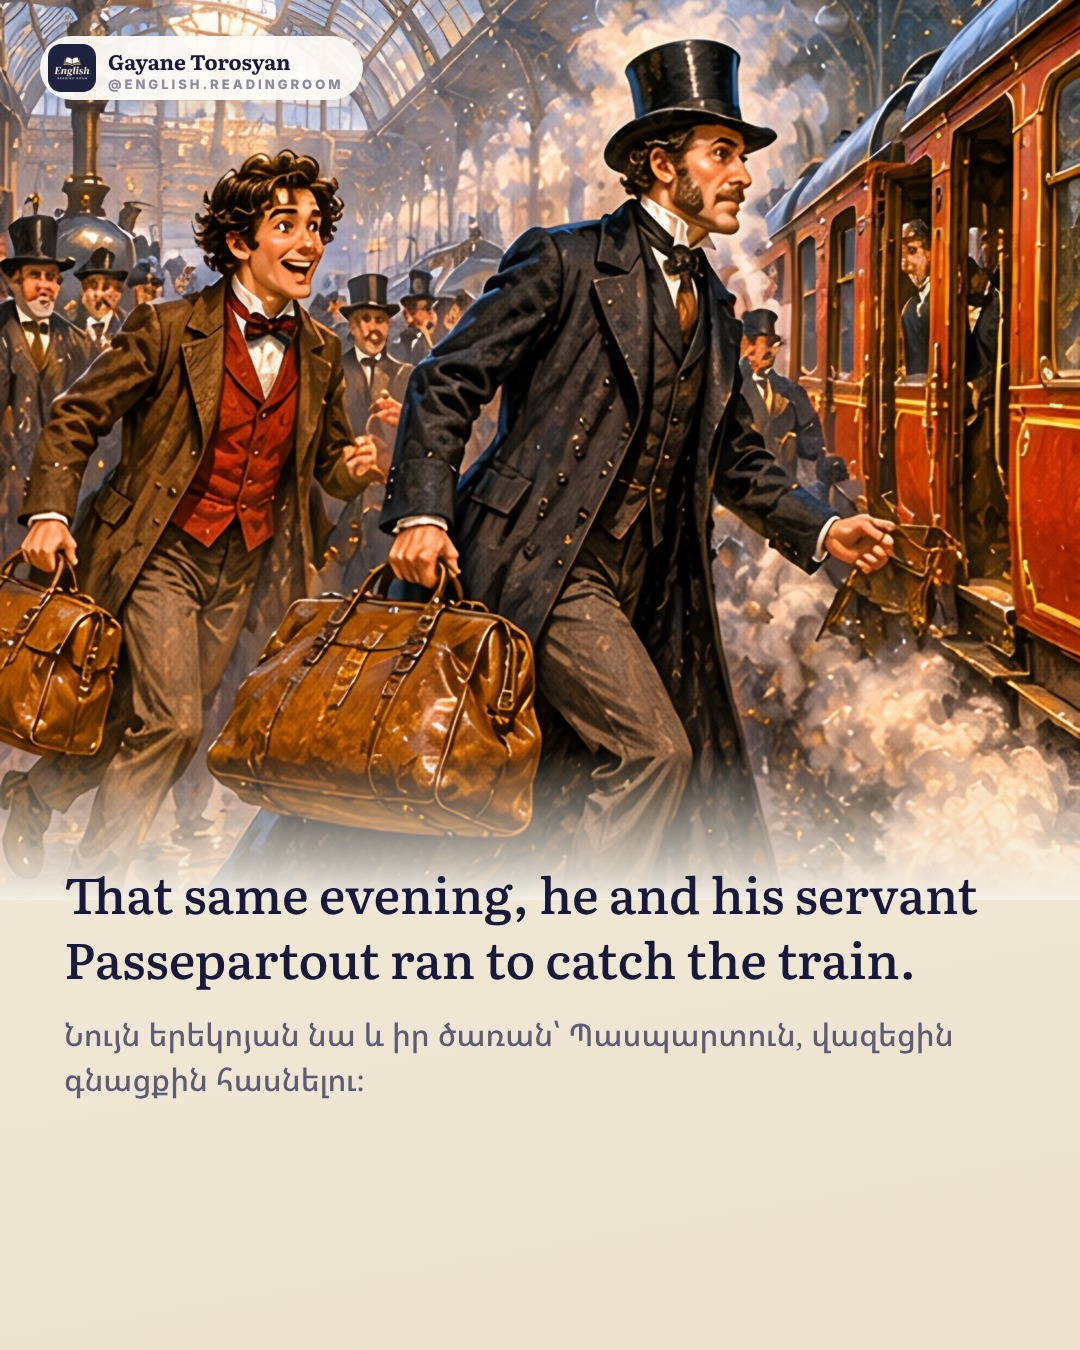 English
Gayane Torosyan
@ENGLISH.READINGROOM
That same evening, he and his servant
Passepartout ran to catch the train.
Նույն երեկոյան նա և իր ծառան՝ Պասպարտուն, վազեցին
գնացքին հասնելու: